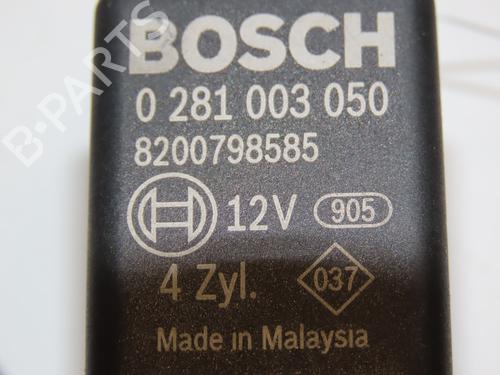 BOSCH
0 281 003 050
8200798585
12V 905
4 Zyl. 037
Made in Malaysia
B-PARTS